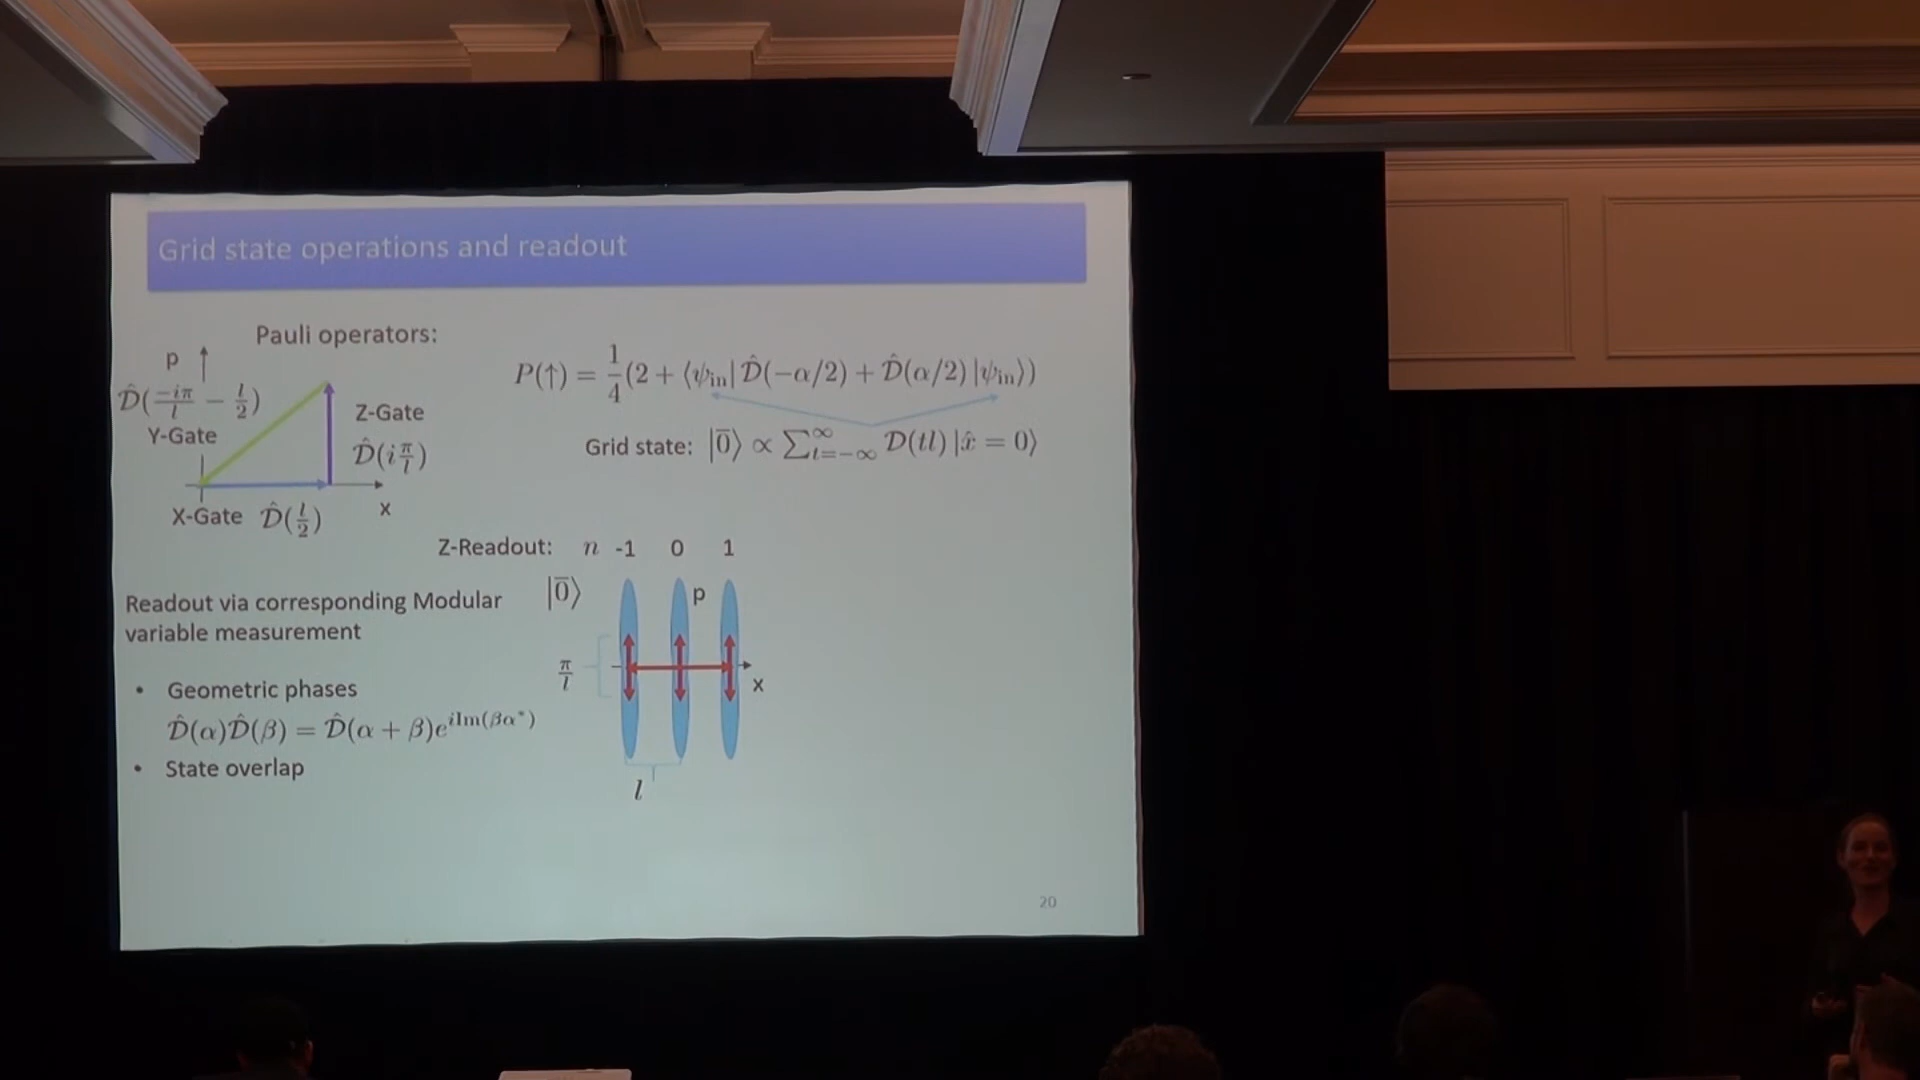 Grid state operations and readout
Pauli operators:
p
D̂(−iπ/l − l/2)
Y-Gate
Z-Gate
D̂(i π/l)
X-Gate D̂(l/2)
x
P(↑) = 1/4(2 + ⟨ψin| D̂(−α/2) + D̂(α/2) |ψin⟩)
Grid state: |0̅⟩ ∝ ∑_{t=−∞}^{∞} D(tl) |x̂ = 0⟩
Z-Readout: n -1 0 1
|0̅⟩
p
π/l
x
l
Readout via corresponding Modular
variable measurement
• Geometric phases
D̂(α)D̂(β) = D̂(α + β)e^{iIm(βα*)}
• State overlap
20